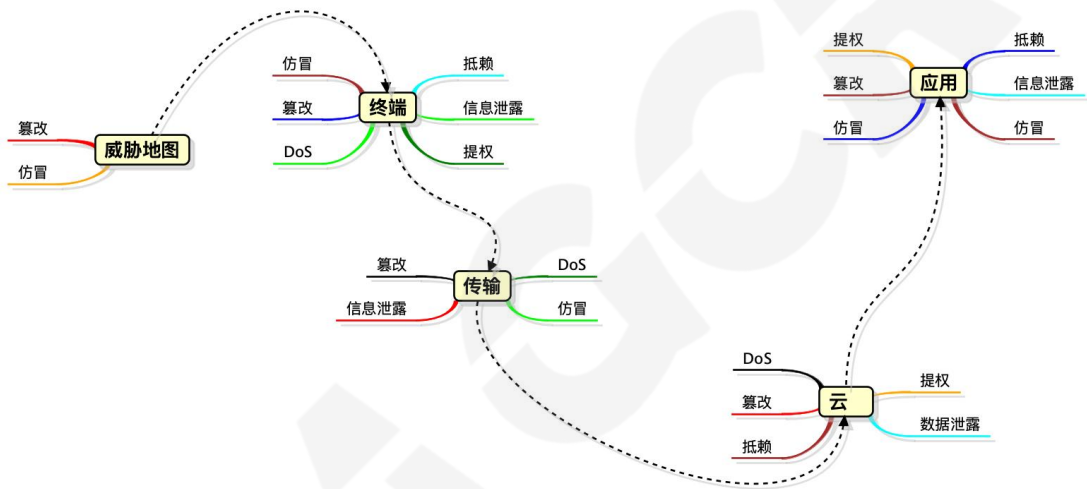 篡改
仿冒
威胁地图
仿冒
篡改
DoS
终端
抵赖
信息泄露
提权
篡改
信息泄露
传输
DoS
仿冒
DoS
篡改
抵赖
云
提权
数据泄露
提权
篡改
仿冒
应用
抵赖
信息泄露
仿冒